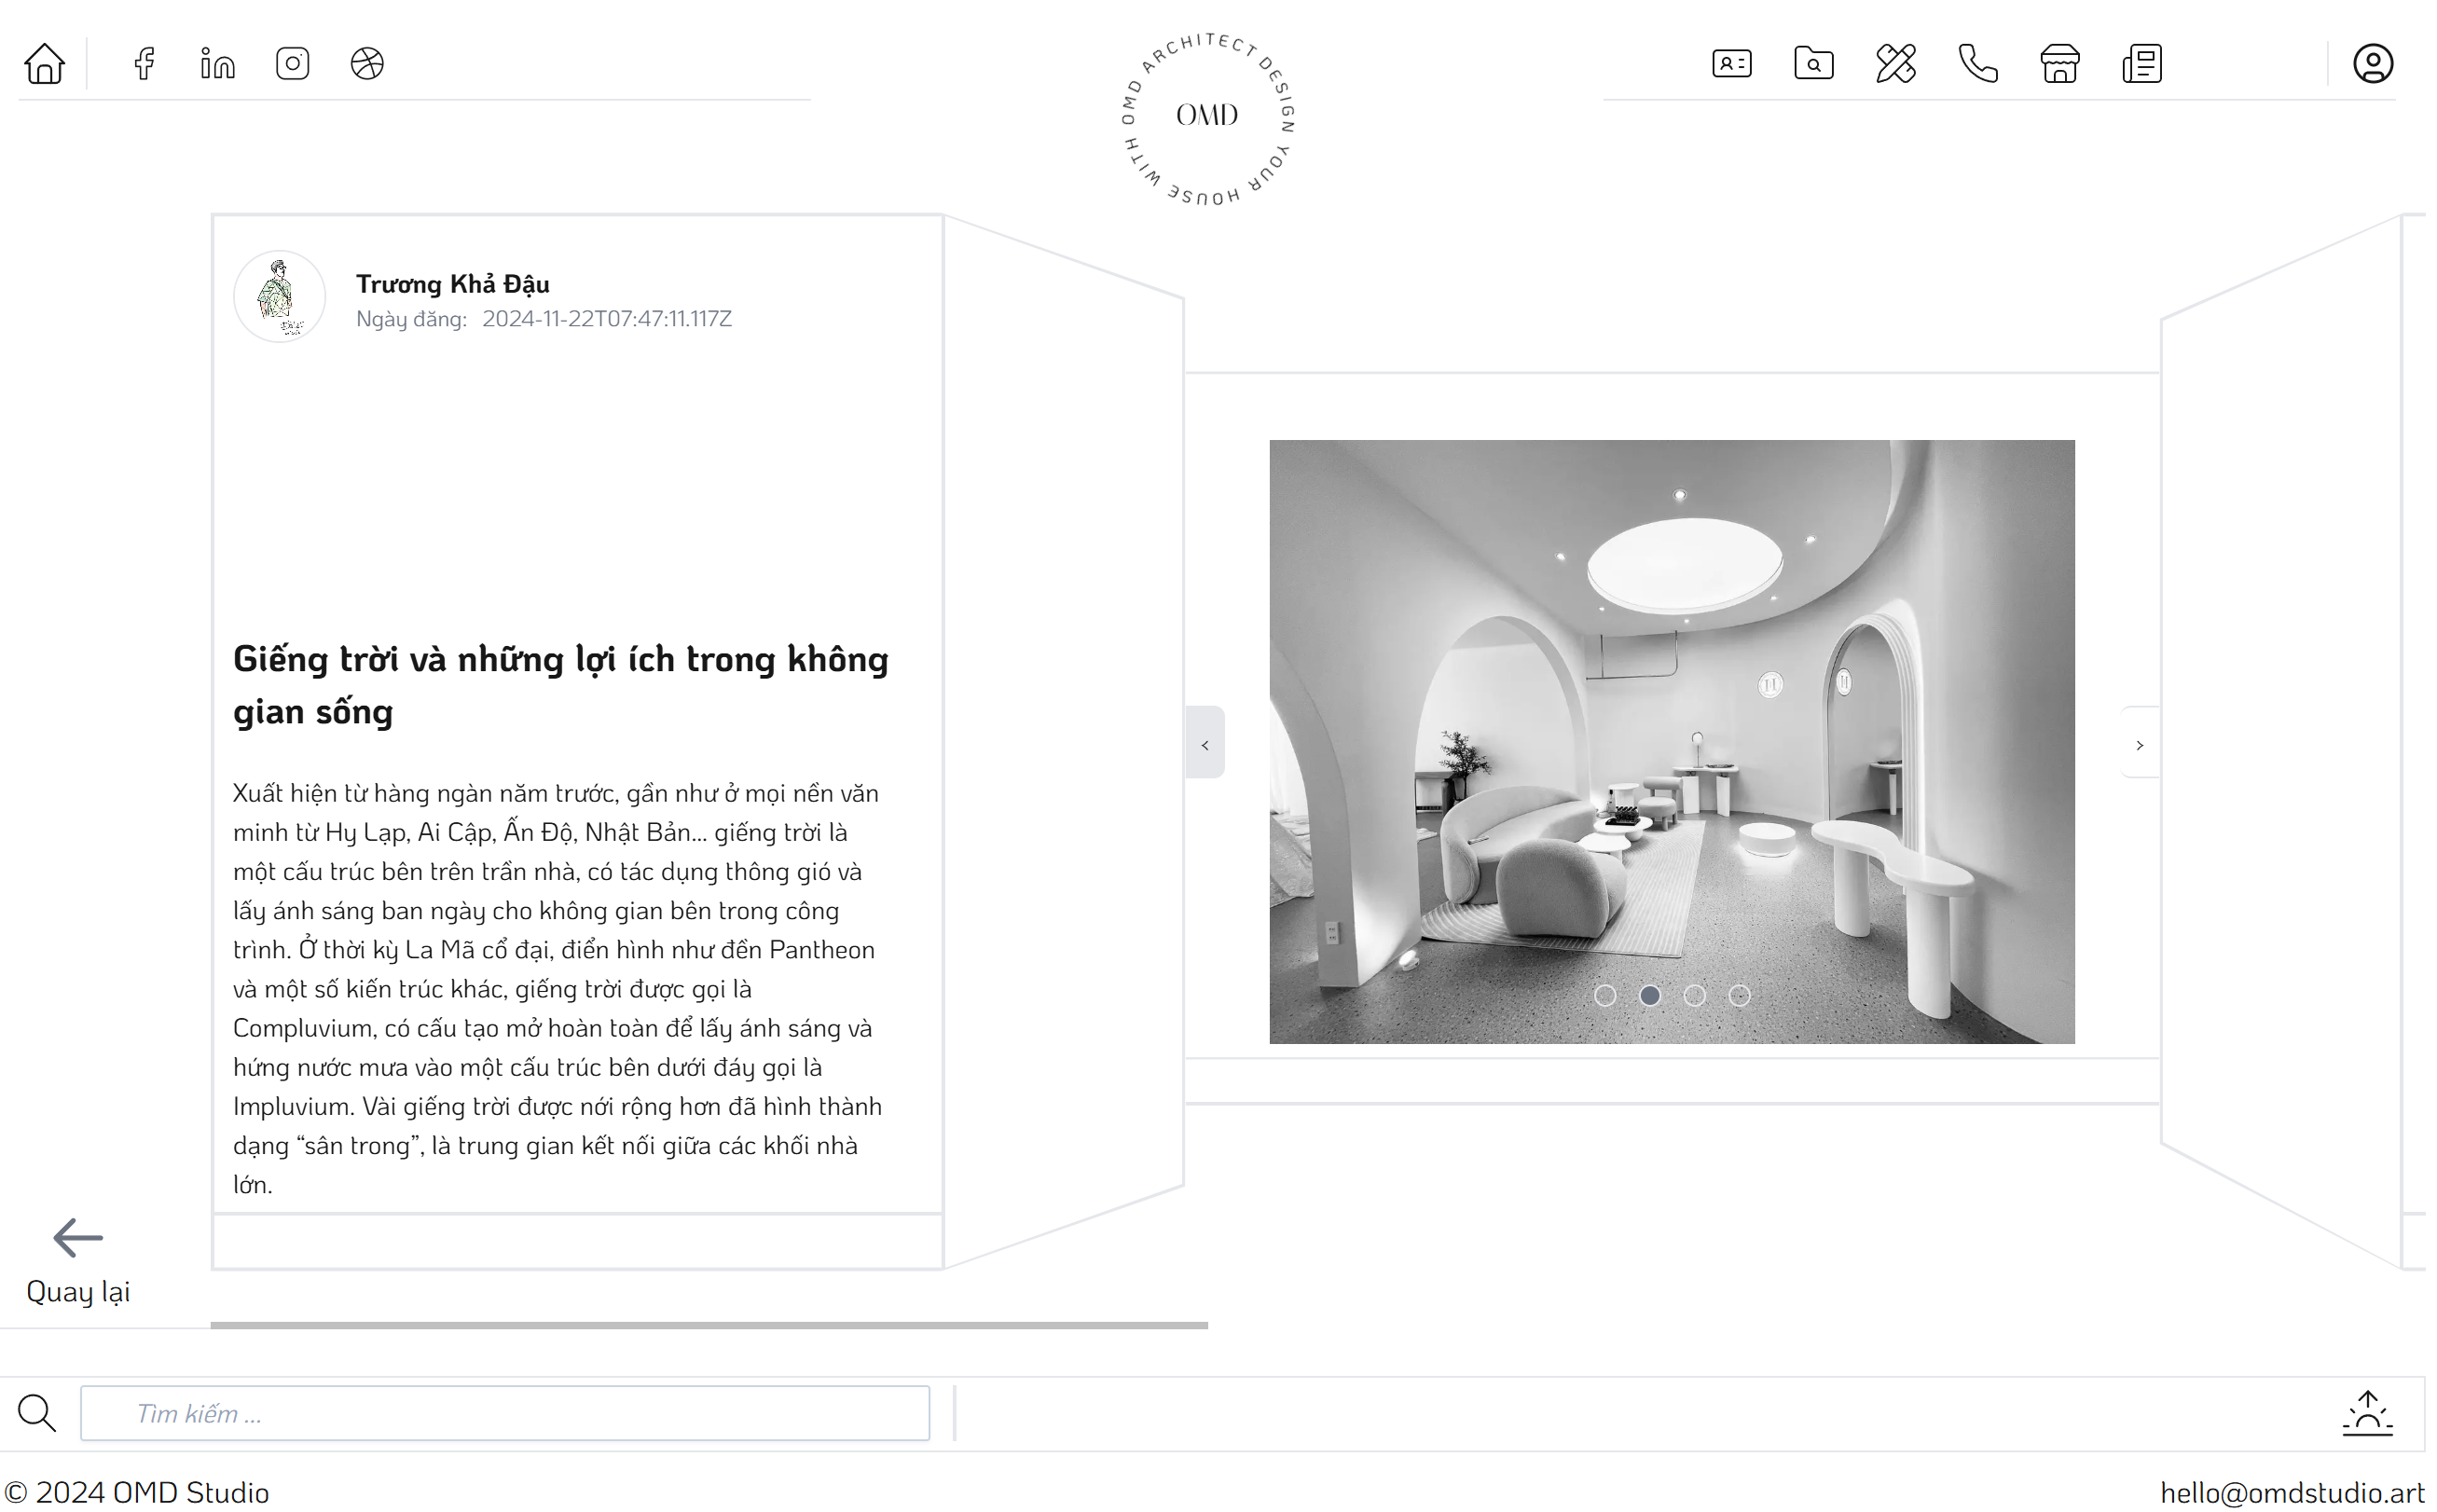 OMD ARCHITECT DESIGN YOUR HOUSE WITH
OMD
Trương Khả Đậu
Ngày đăng: 2024-11-22T07:47:11.117Z
Giếng trời và những lợi ích trong không
gian sống
Xuất hiện từ hàng ngàn năm trước, gần như ở mọi nền văn
minh từ Hy Lạp, Ai Cập, Ấn Độ, Nhật Bản... giếng trời là
một cấu trúc bên trên trần nhà, có tác dụng thông gió và
lấy ánh sáng ban ngày cho không gian bên trong công
trình. Ở thời kỳ La Mã cổ đại, điển hình như đền Pantheon
và một số kiến trúc khác, giếng trời được gọi là
Compluvium, có cấu tạo mở hoàn toàn để lấy ánh sáng và
hứng nước mưa vào một cấu trúc bên dưới đáy gọi là
Impluvium. Vài giếng trời được nới rộng hơn đã hình thành
dạng “sân trong”, là trung gian kết nối giữa các khối nhà
lớn.
Quay lại
Tìm kiếm ...
© 2024 OMD Studio
hello@omdstudio.art